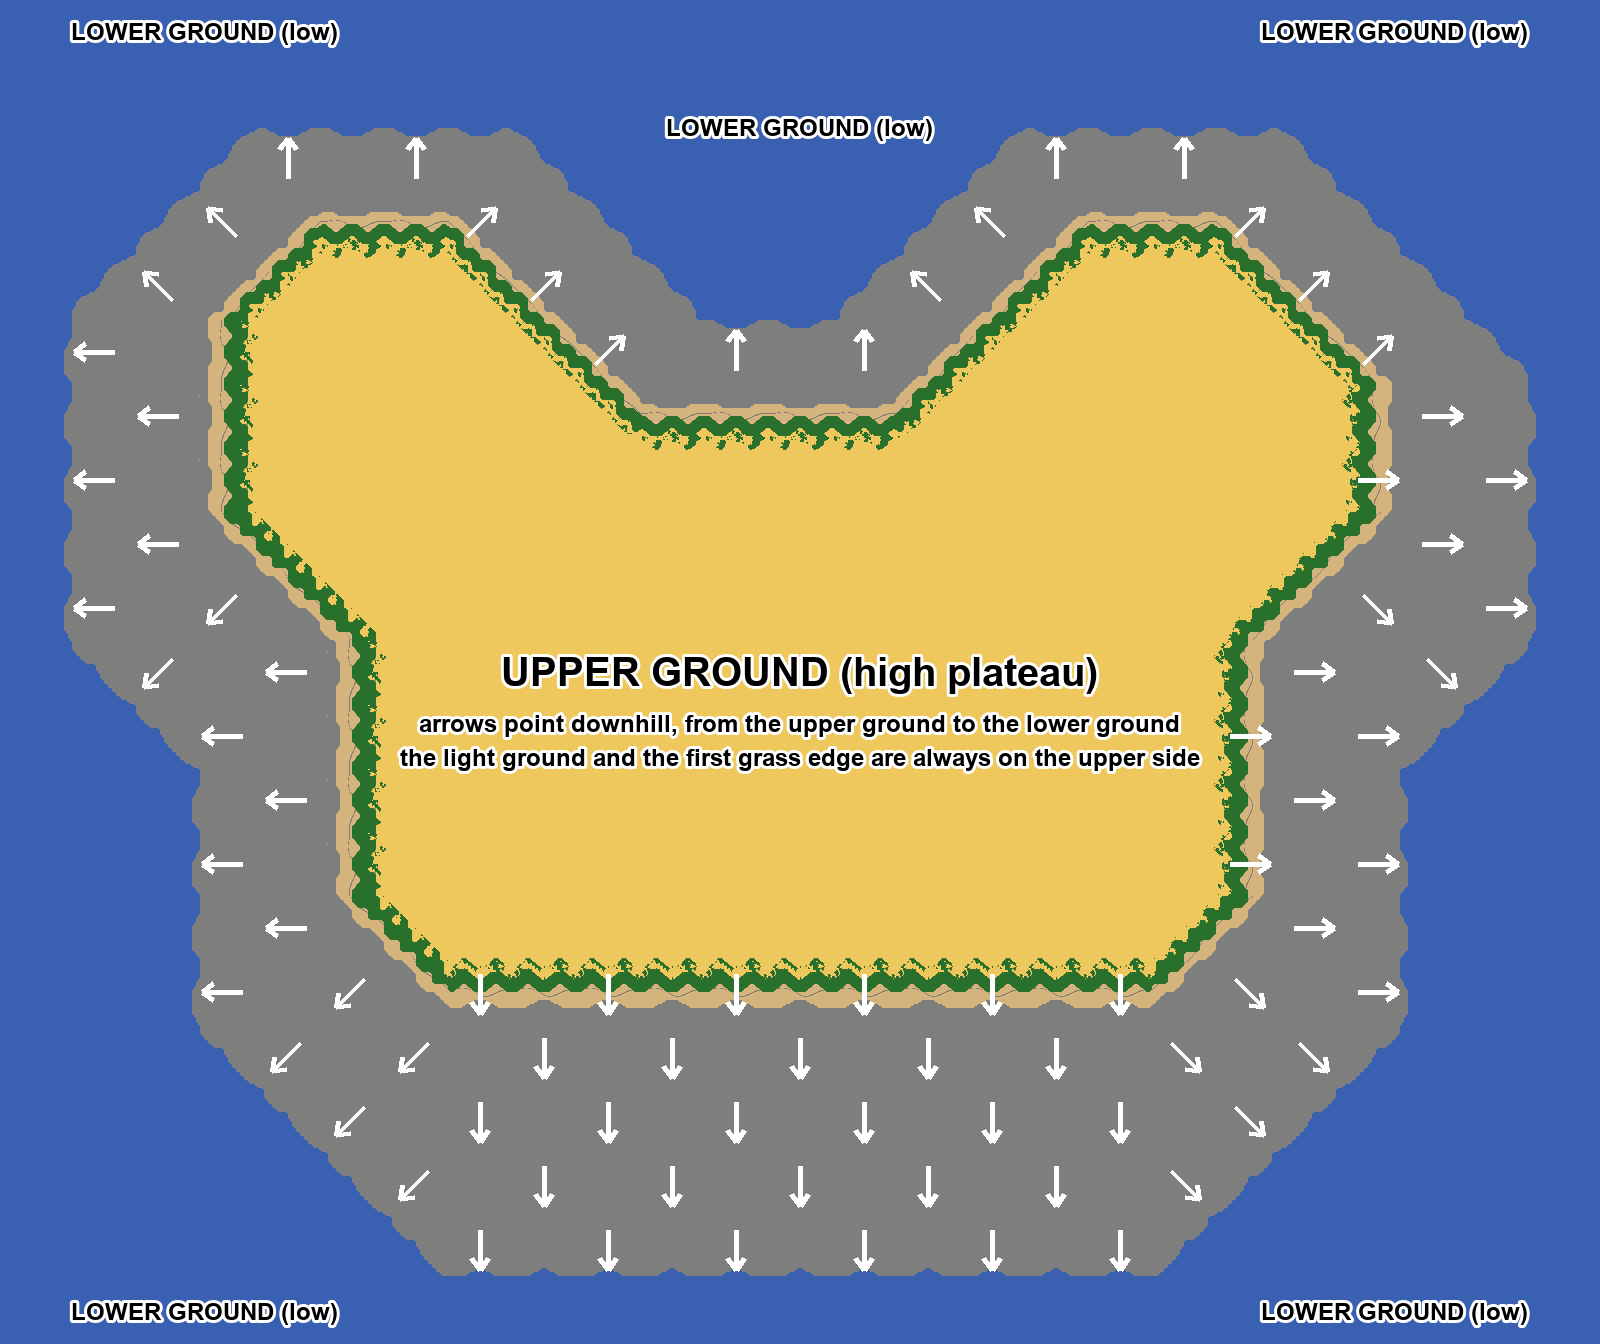 LOWER GROUND (low)
LOWER GROUND (low)
LOWER GROUND (low)
UPPER GROUND (high plateau)
arrows point downhill, from the upper ground to the lower ground
the light ground and the first grass edge are always on the upper side
LOWER GROUND (low)
LOWER GROUND (low)